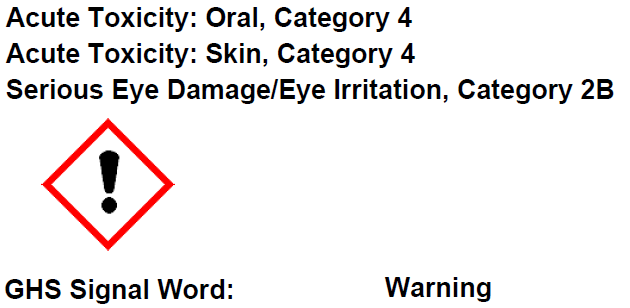 Acute Toxicity: Oral, Category 4
Acute Toxicity: Skin, Category 4
Serious Eye Damage/Eye Irritation, Category 2B
GHS Signal Word: Warning